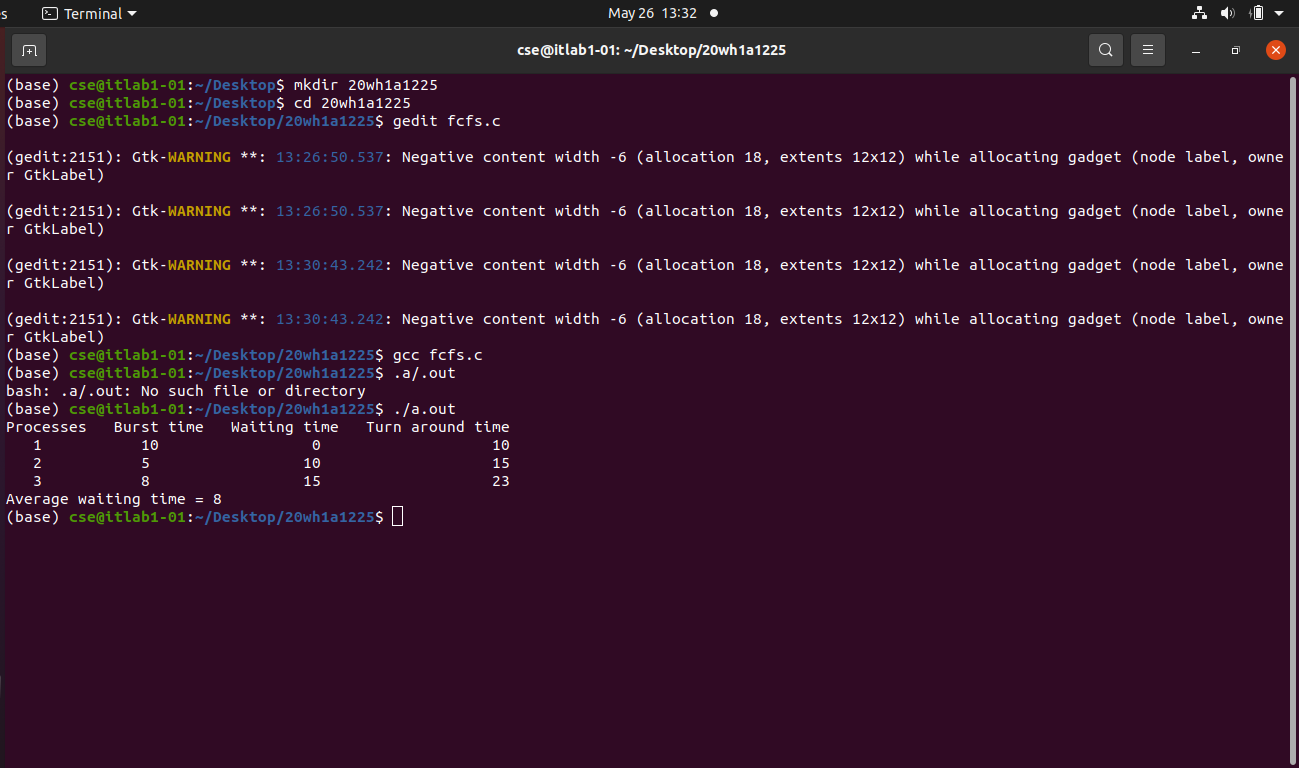 s Terminal May 26 13:32
cse@itlab1-01: ~/Desktop/20wh1a1225
(base) cse@itlab1-01:~/Desktop$ mkdir 20wh1a1225
(base) cse@itlab1-01:~/Desktop$ cd 20wh1a1225
(base) cse@itlab1-01:~/Desktop/20wh1a1225$ gedit fcfs.c
(gedit:2151): Gtk-WARNING **: 13:26:50.537: Negative content width -6 (allocation 18, extents 12x12) while allocating gadget (node label, owne
r GtkLabel)
(gedit:2151): Gtk-WARNING **: 13:26:50.537: Negative content width -6 (allocation 18, extents 12x12) while allocating gadget (node label, owne
r GtkLabel)
(gedit:2151): Gtk-WARNING **: 13:30:43.242: Negative content width -6 (allocation 18, extents 12x12) while allocating gadget (node label, owne
r GtkLabel)
(gedit:2151): Gtk-WARNING **: 13:30:43.242: Negative content width -6 (allocation 18, extents 12x12) while allocating gadget (node label, owne
r GtkLabel)
(base) cse@itlab1-01:~/Desktop/20wh1a1225$ gcc fcfs.c
(base) cse@itlab1-01:~/Desktop/20wh1a1225$ .a/.out
bash: .a/.out: No such file or directory
(base) cse@itlab1-01:~/Desktop/20wh1a1225$ ./a.out
Processes   Burst time   Waiting time   Turn around time
1 10 0 10
2 5 10 15
3 8 15 23
Average waiting time = 8
(base) cse@itlab1-01:~/Desktop/20wh1a1225$